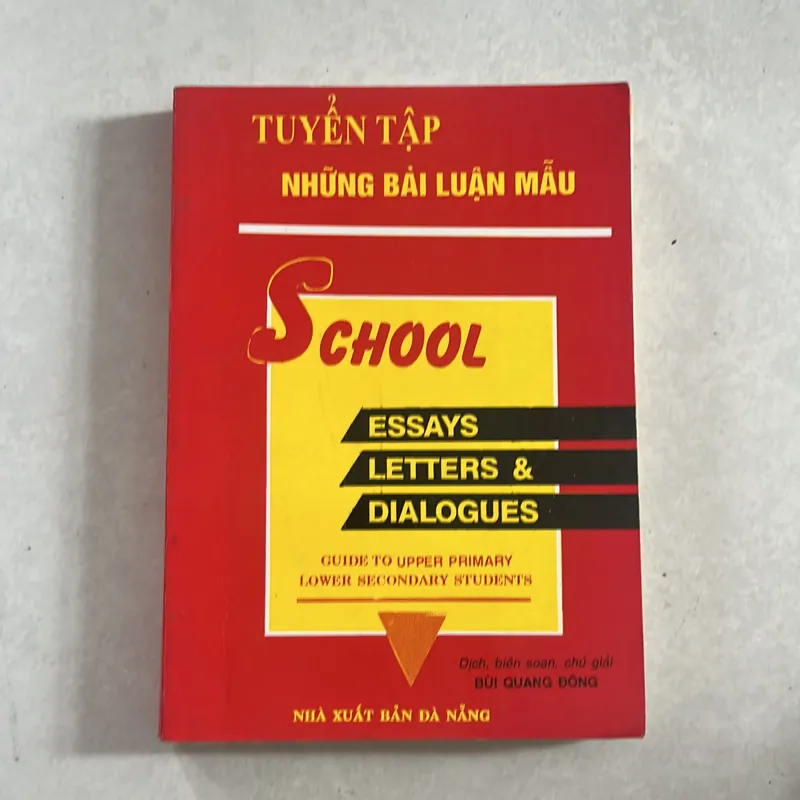 TUYỂN TẬP
NHỮNG BÀI LUẬN MẪU
SCHOOL
ESSAYS
LETTERS &
DIALOGUES
GUIDE TO UPPER PRIMARY
LOWER SECONDARY STUDENTS
Dịch, biên soạn, chú giải
BÙI QUANG ĐÔNG
NHÀ XUẤT BẢN ĐÀ NẴNG